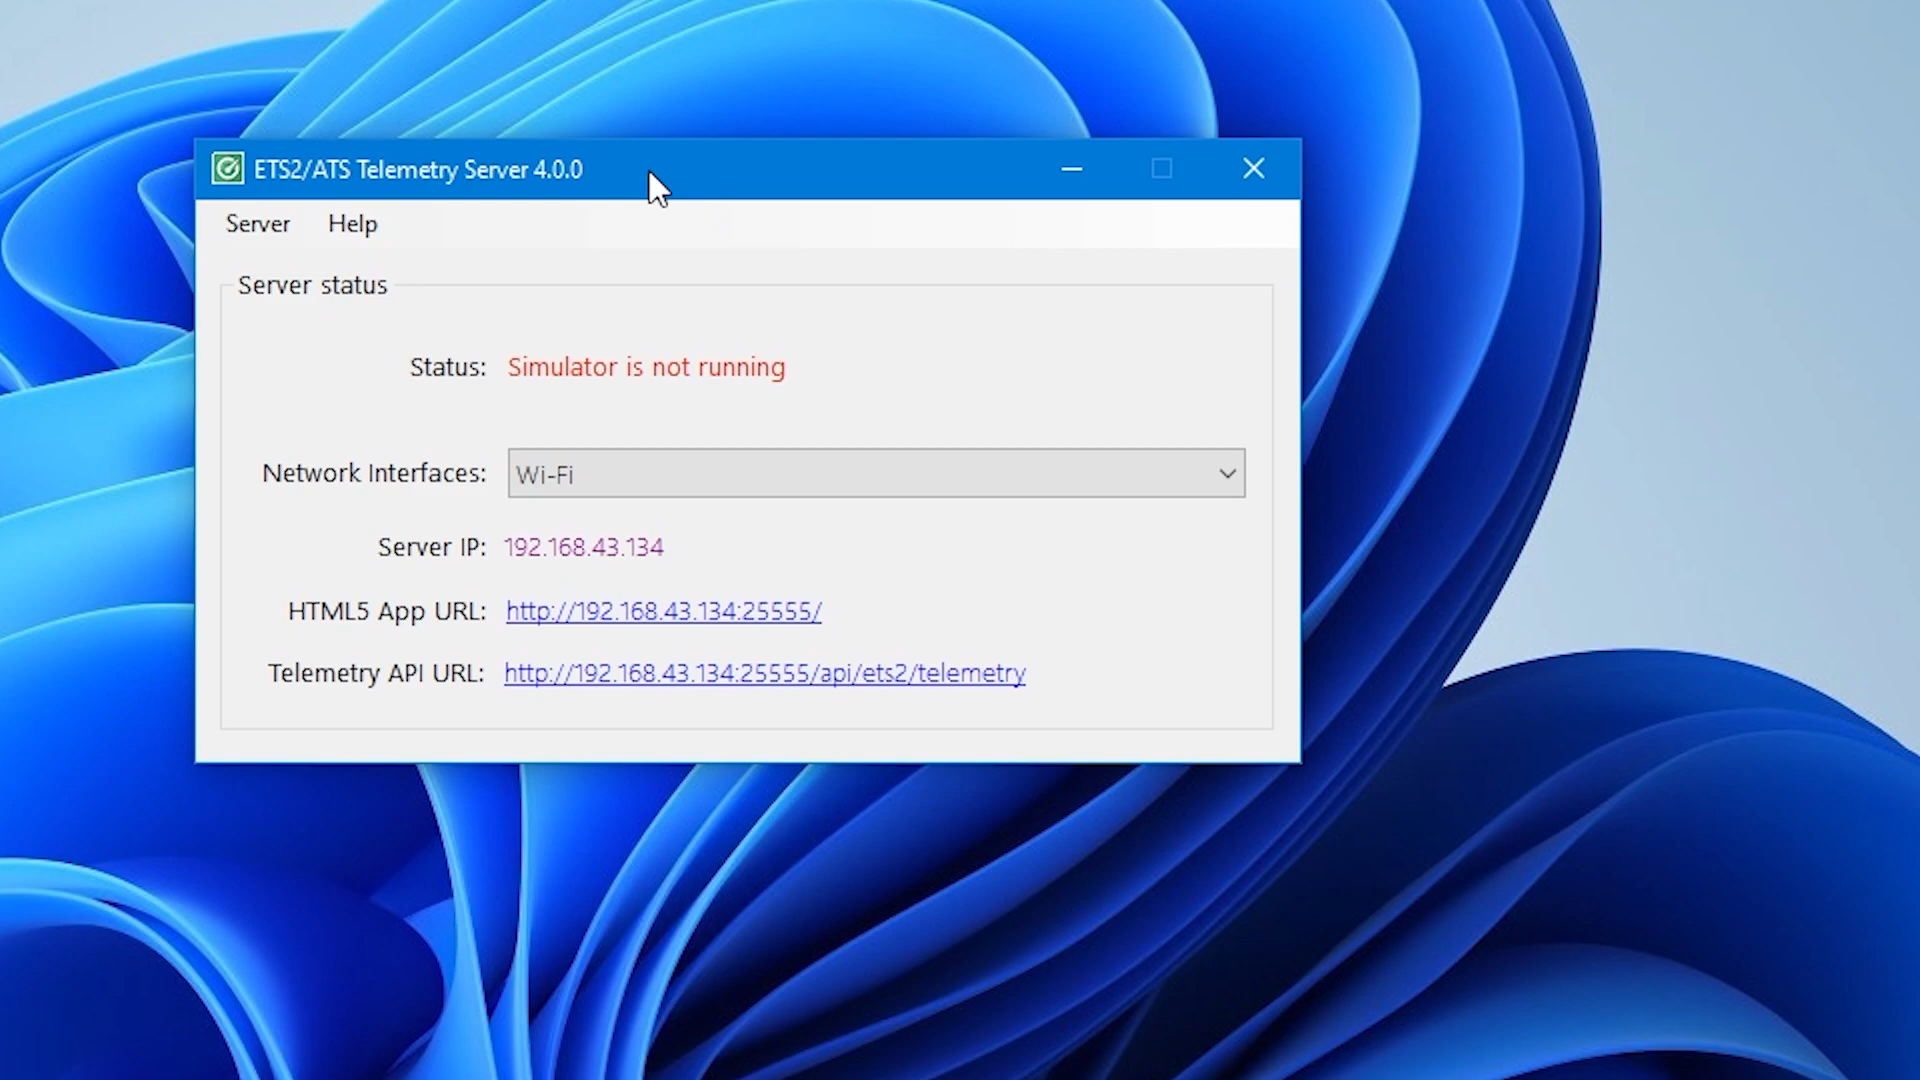 ETS2/ATS Telemetry Server 4.0.0
Server Help
Server status
Status: Simulator is not running
Network Interfaces: Wi-Fi
Server IP: 192.168.43.134
HTML5 App URL: http://192.168.43.134:25555/
Telemetry API URL: http://192.168.43.134:25555/api/ets2/telemetry